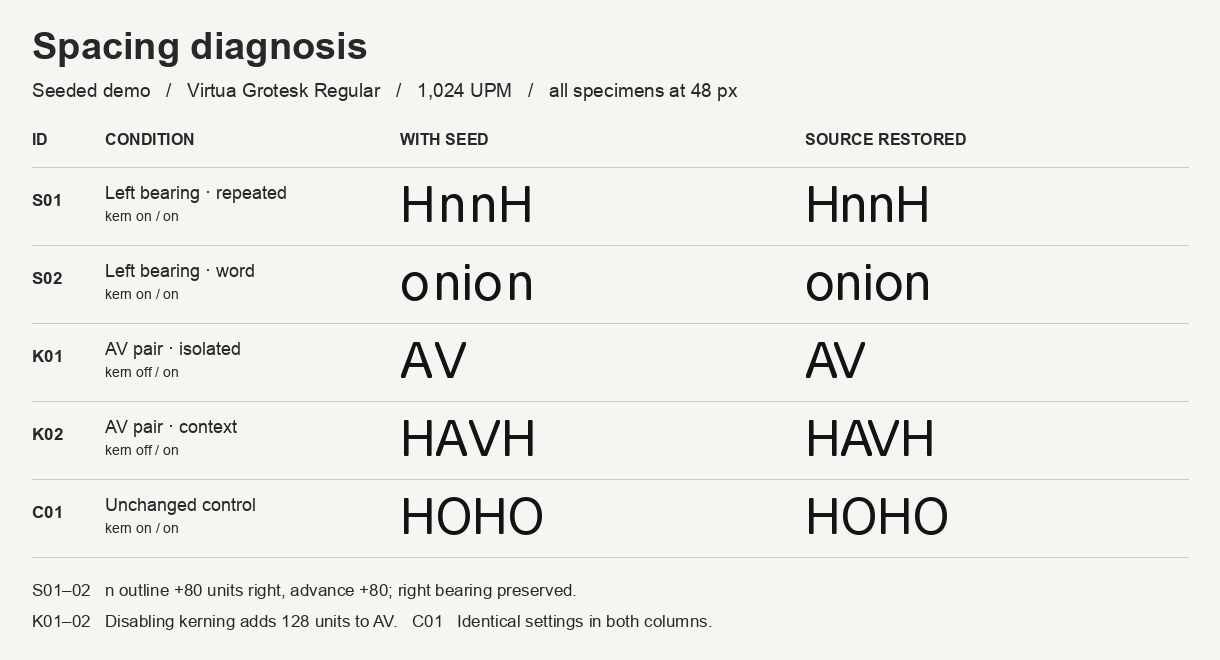 Spacing diagnosis
Seeded demo / Virtua Grotesk Regular / 1,024 UPM / all specimens at 48 px
ID CONDITION WITH SEED SOURCE RESTORED
S01 Left bearing · repeated HnnH HnnH
kern on / on
S02 Left bearing · word onion onion
kern on / on
K01 AV pair · isolated AV AV
kern off / on
K02 AV pair · context HAVH HAVH
kern off / on
C01 Unchanged control HOHO HOHO
kern on / on
S01–02 n outline +80 units right, advance +80; right bearing preserved.
K01–02 Disabling kerning adds 128 units to AV. C01 Identical settings in both columns.